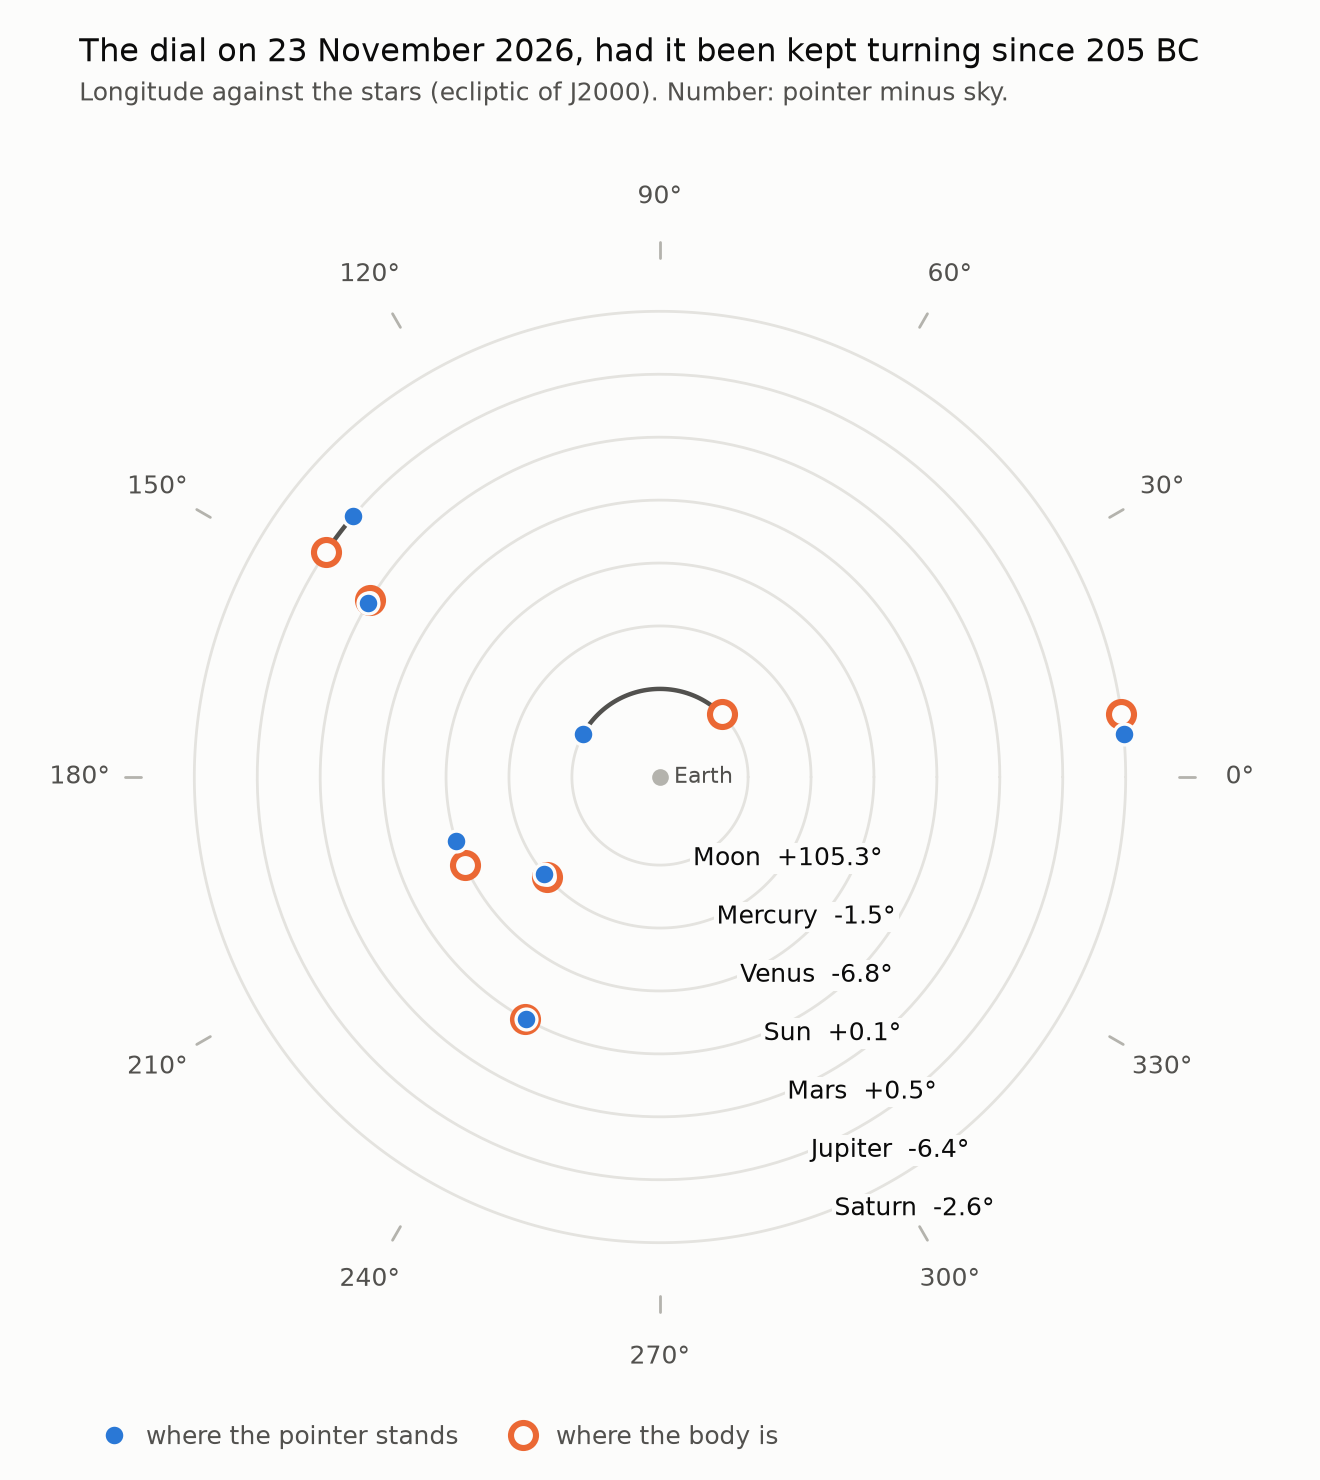 The dial on 23 November 2026, had it been kept turning since 205 BC
Longitude against the stars (ecliptic of J2000). Number: pointer minus sky.
90°
120°
60°
150°
30°
180°
Earth
0°
Moon +105.3°
Mercury -1.5°
Venus -6.8°
Sun +0.1°
210°
330°
Mars +0.5°
Jupiter -6.4°
Saturn -2.6°
240°
300°
270°
where the pointer stands
where the body is